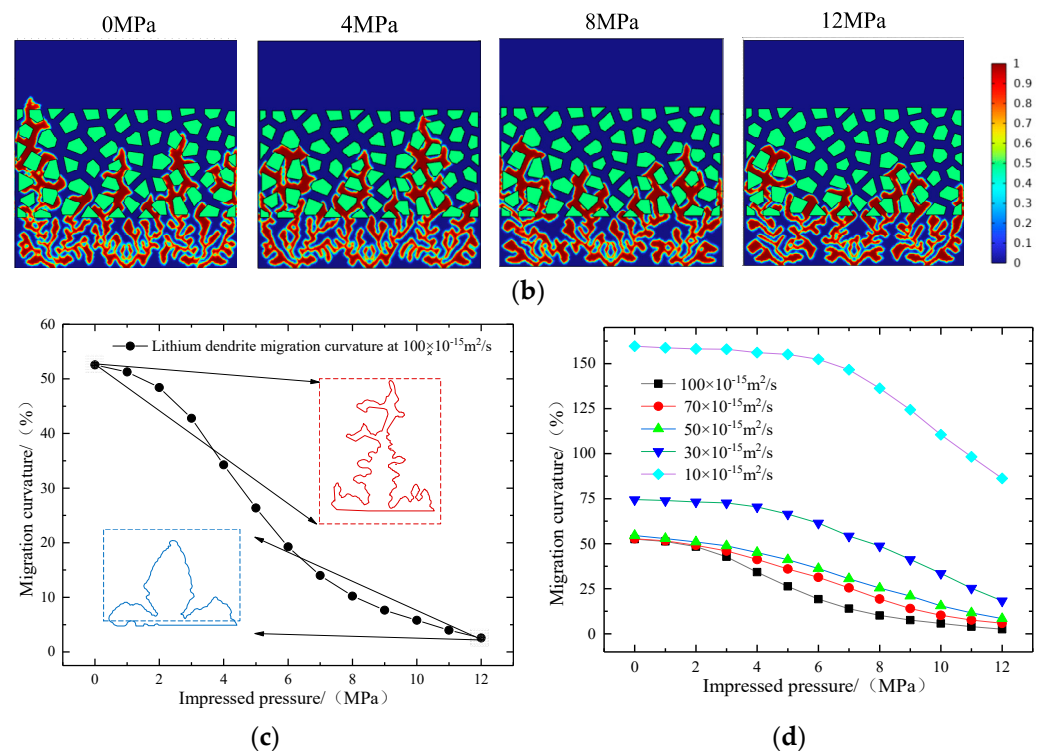 0MPa 4MPa 8MPa 12MPa
1
0.9
0.8
0.7
0.6
0.5
0.4
0.3
0.2
0.1
0
(b)
60
50
40
30
20
10
0
Migration curvature/ （%）
Lithium dendrite migration curvature at 100×10-15m2/s
0 2 4 6 8 10 12
Impressed pressure/（MPa）
(c)
150
125
100
75
50
25
0
Migration curvature/ （%）
100×10-15m2/s
70×10-15m2/s
50×10-15m2/s
30×10-15m2/s
10×10-15m2/s
0 2 4 6 8 10 12
Impressed pressure/（MPa）
(d)